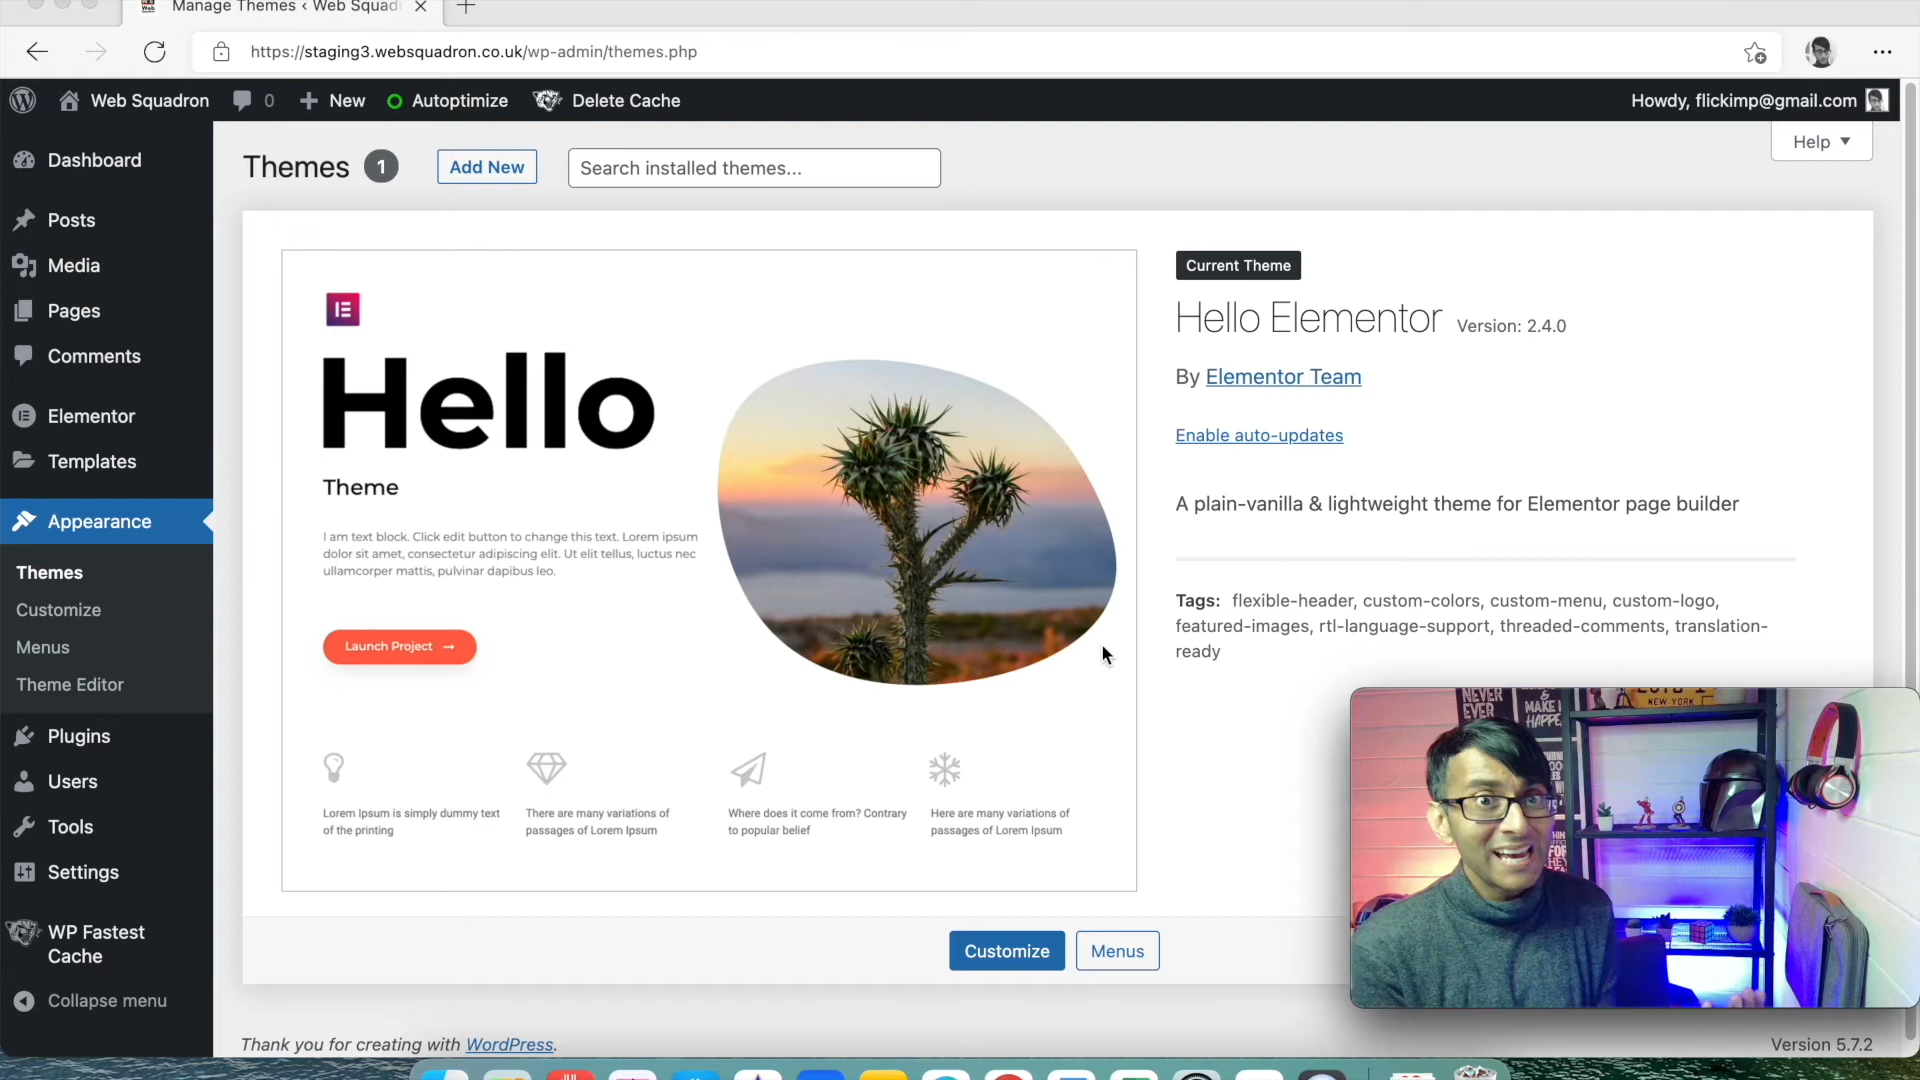 Manage Themes ‹ Web Squad
https://staging3.websquadron.co.uk/wp-admin/themes.php
Web Squadron
0
New
Autoptimize
Delete Cache
Howdy, flickimp@gmail.com
Dashboard
Posts
Media
Pages
Comments
Elementor
Templates
Appearance
Themes
Customize
Menus
Theme Editor
Plugins
Users
Tools
Settings
WP Fastest
Cache
Collapse menu
Themes 1
Add New
Search installed themes...
Help
Hello
Theme
I am text block. Click edit button to change this text. Lorem ipsum
dolor sit amet, consectetur adipiscing elit. Ut elit tellus, luctus nec
ullamcorper mattis, pulvinar dapibus leo.
Launch Project →
Lorem Ipsum is simply dummy text
of the printing
There are many variations of
passages of Lorem Ipsum
Where does it come from? Contrary
to popular belief
Here are many variations of
passages of Lorem Ipsum
Current Theme
Hello Elementor Version: 2.4.0
By Elementor Team
Enable auto-updates
A plain-vanilla & lightweight theme for Elementor page builder
Tags: flexible-header, custom-colors, custom-menu, custom-logo,
featured-images, rtl-language-support, threaded-comments, translation-
ready
NEVER
EVER
MAKE
HAPPE
NEW YORK
Customize
Menus
Thank you for creating with WordPress.
Version 5.7.2